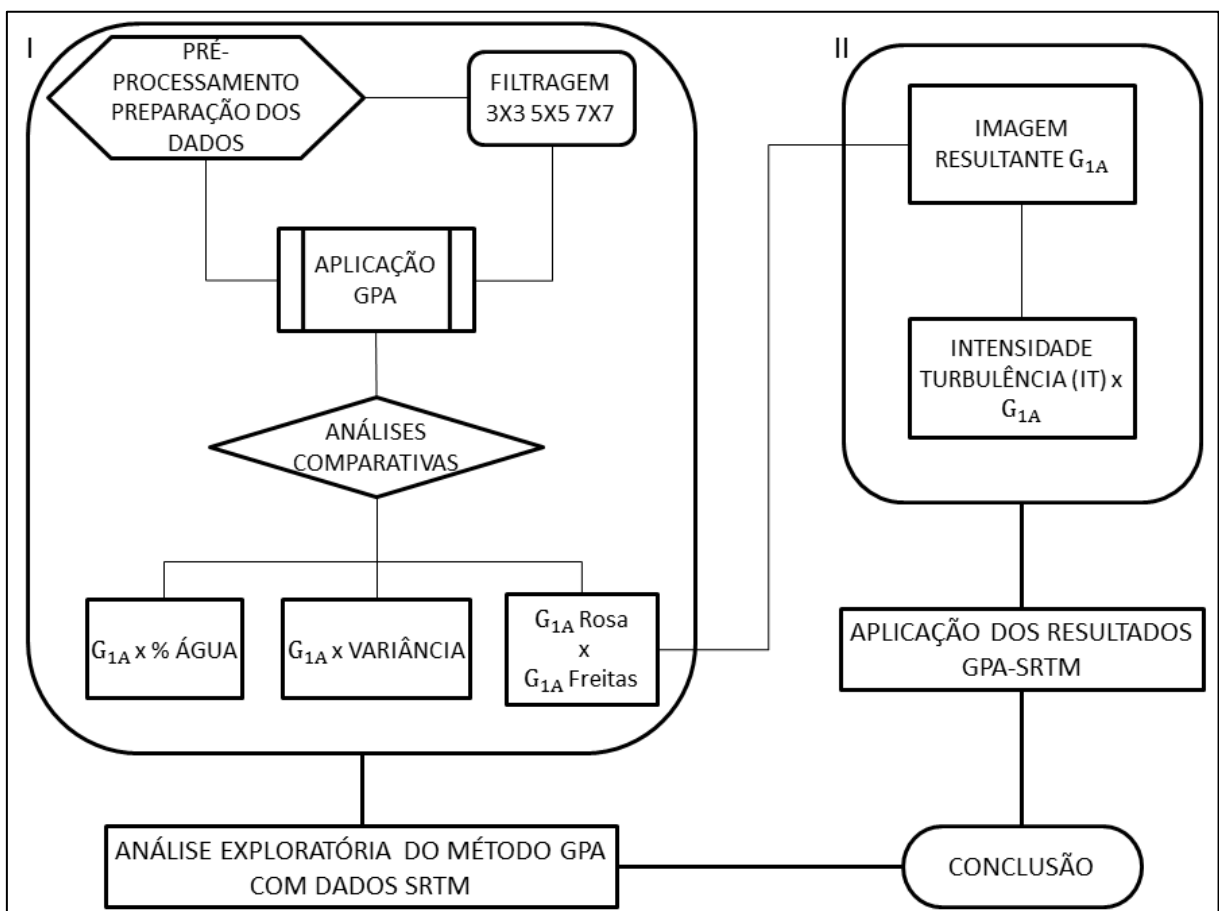 I
PRÉ-
PROCESSAMENTO
PREPARAÇÃO DOS
DADOS
FILTRAGEM
3X3 5X5 7X7
APLICAÇÃO
GPA
ANÁLISES
COMPARATIVAS
G1A x % ÁGUA
G1A x VARIÂNCIA
G1A Rosa
x
G1A Freitas
II
IMAGEM
RESULTANTE G1A
INTENSIDADE
TURBULÊNCIA (IT) x
G1A
APLICAÇÃO DOS RESULTADOS
GPA-SRTM
ANÁLISE EXPLORATÓRIA DO MÉTODO GPA
COM DADOS SRTM
CONCLUSÃO